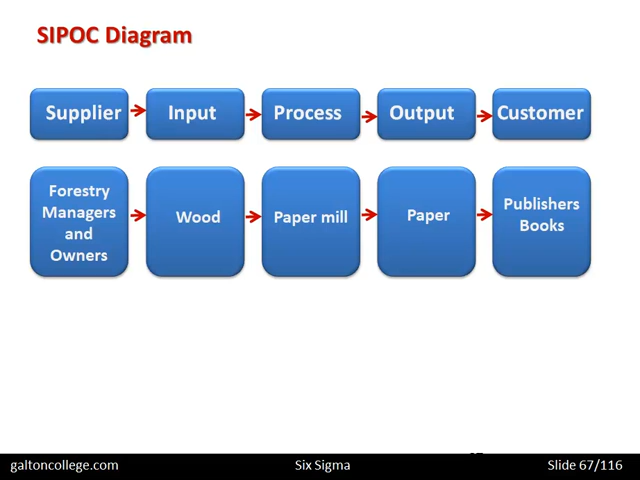 SIPOC Diagram
Supplier
Input
Process
Output
Customer
Forestry
Managers
and
Owners
Wood
Paper mill
Paper
Publishers
Books
galtoncollege.com
Six Sigma
Slide 67/116